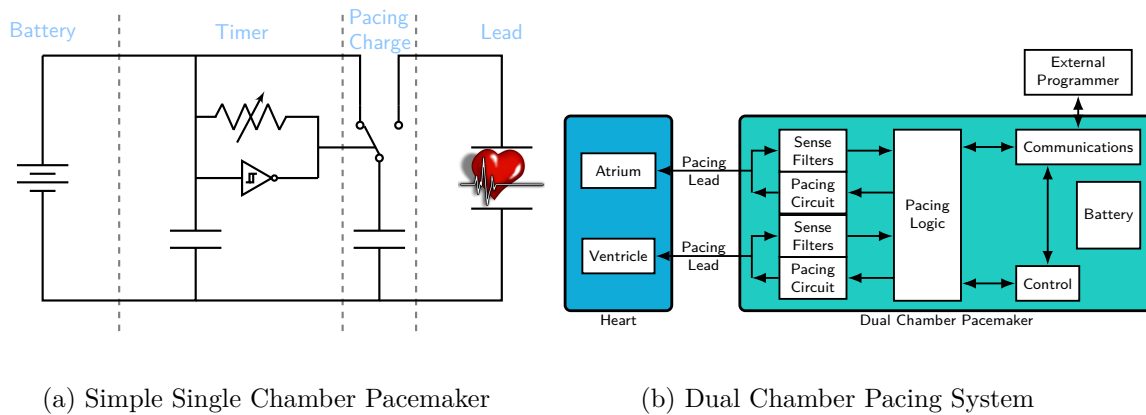 Battery
Timer
Pacing
Charge
Lead
(a) Simple Single Chamber Pacemaker
External
Programmer
Atrium
Ventricle
Heart
Pacing
Lead
Pacing
Lead
Sense
Filters
Pacing
Circuit
Sense
Filters
Pacing
Circuit
Pacing
Logic
Communications
Battery
Control
Dual Chamber Pacemaker
(b) Dual Chamber Pacing System